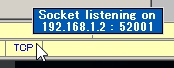 Socket listening on
192.168.1.2 : 52001
TCP